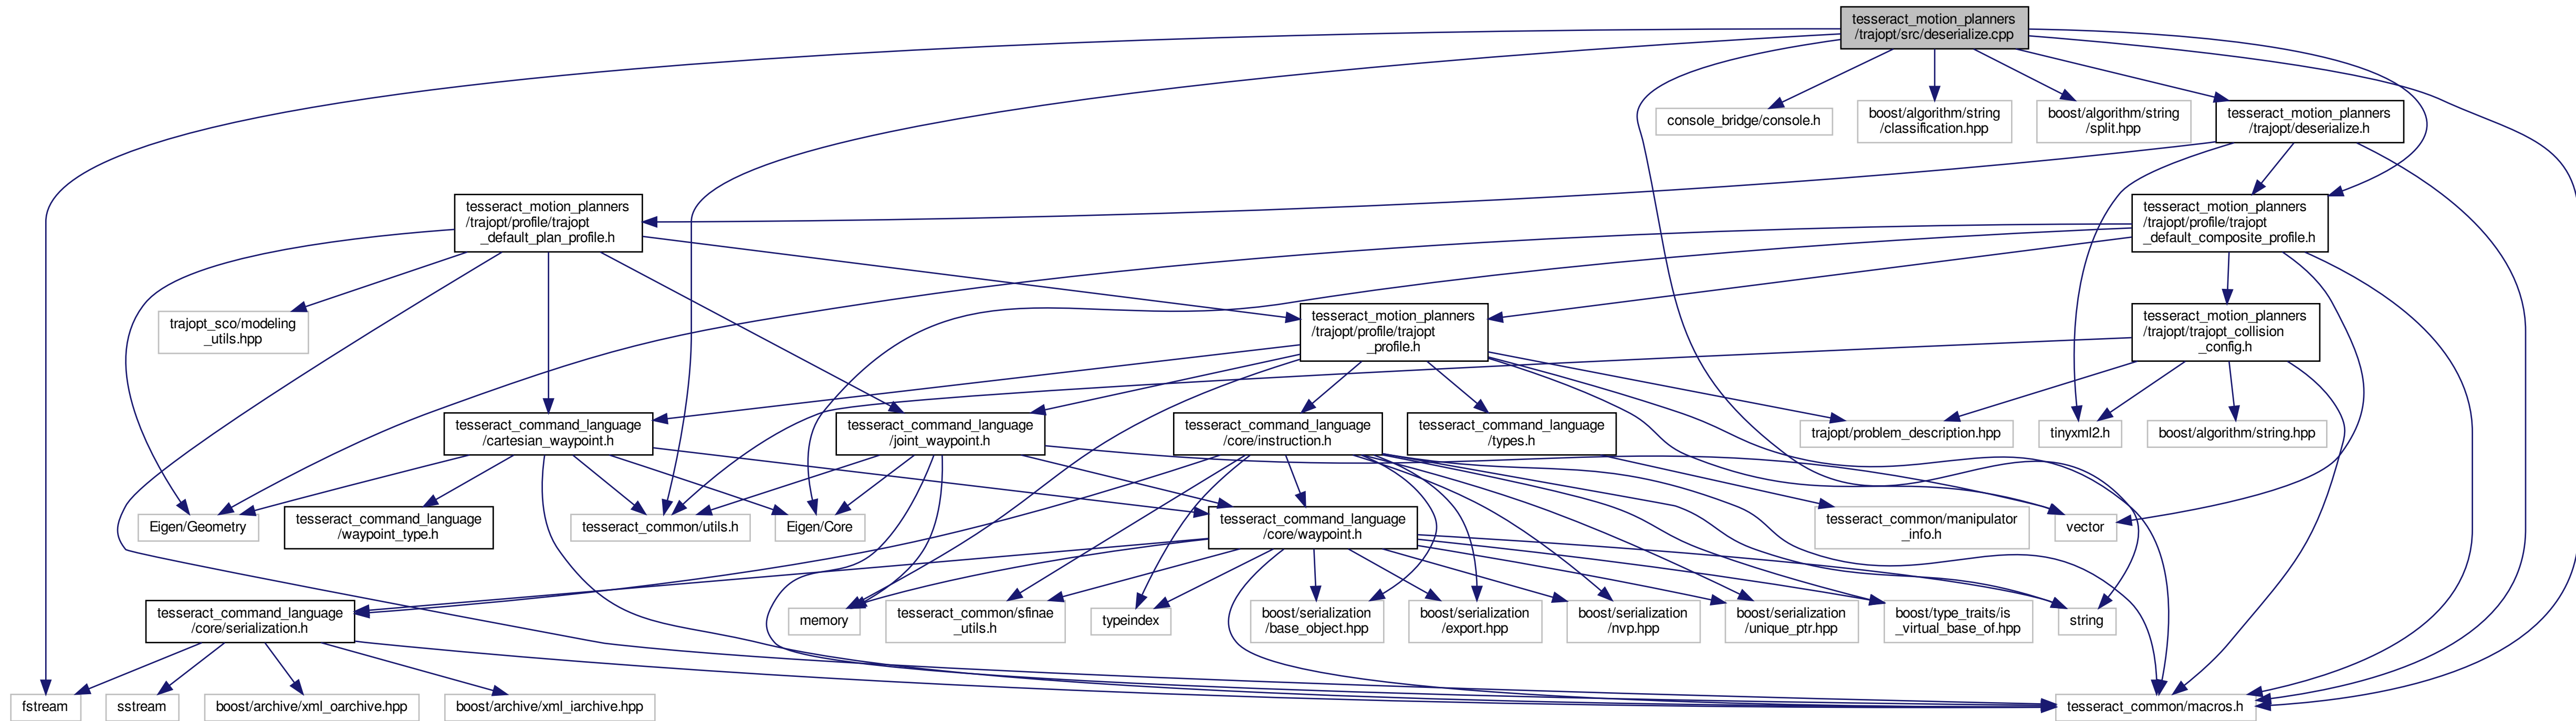 tesseract_motion_planners
/trajopt/src/deserialize.cpp
console_bridge/console.h
boost/algorithm/string
/classification.hpp
boost/algorithm/string
/split.hpp
tesseract_motion_planners
/trajopt/deserialize.h
tesseract_motion_planners
/trajopt/profile/trajopt
_default_plan_profile.h
tesseract_motion_planners
/trajopt/profile/trajopt
_default_composite_profile.h
trajopt_sco/modeling
_utils.hpp
tesseract_motion_planners
/trajopt/profile/trajopt
_profile.h
tesseract_motion_planners
/trajopt/trajopt_collision
_config.h
tesseract_command_language
/cartesian_waypoint.h
tesseract_command_language
/joint_waypoint.h
tesseract_command_language
/core/instruction.h
tesseract_command_language
/types.h
trajopt/problem_description.hpp
tinyxml2.h
boost/algorithm/string.hpp
Eigen/Geometry
tesseract_command_language
/waypoint_type.h
tesseract_common/utils.h
Eigen/Core
tesseract_command_language
/core/waypoint.h
tesseract_common/manipulator
_info.h
vector
tesseract_command_language
/core/serialization.h
memory
tesseract_common/sfinae
_utils.h
typeindex
boost/serialization
/base_object.hpp
boost/serialization
/export.hpp
boost/serialization
/nvp.hpp
boost/serialization
/unique_ptr.hpp
boost/type_traits/is
_virtual_base_of.hpp
string
fstream
sstream
boost/archive/xml_oarchive.hpp
boost/archive/xml_iarchive.hpp
tesseract_common/macros.h